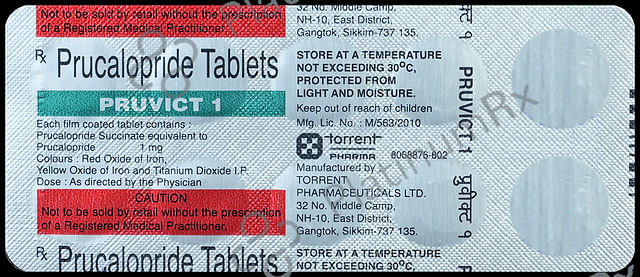 Not to be sold by retail without the prescription
of a Registered Medical Practitioner.
Rx Prucalopride Tablets
PRUVICT 1
Each film coated tablet contains :
Prucalopride Succinate equivalent to
Prucalopride 1 mg
Colours : Red Oxide of Iron,
Yellow Oxide of Iron and Titanium Dioxide I.P.
Dose : As directed by the Physician
CAUTION
Not to be sold by retail without the prescription
of a Registered Medical Practitioner.
Rx Prucalopride Tablets
32 No. Middle Camp,
NH-10, East District,
Gangtok, Sikkim-737 135.
STORE AT A TEMPERATURE
NOT EXCEEDING 30°C,
PROTECTED FROM
LIGHT AND MOISTURE.
Keep out of reach of children
Mfg. Lic. No. : M/563/2010
torrent
PHARMA 8068876-802
Manufactured by
TORRENT
PHARMACEUTICALS LTD.
32 No. Middle Camp,
NH-10, East District,
Gangtok, Sikkim-737 135.
STORE AT A TEMPERATURE
NOT EXCEEDING 30°C,
PRUVICT 1
प्रुविक्ट १
PlatinumRx